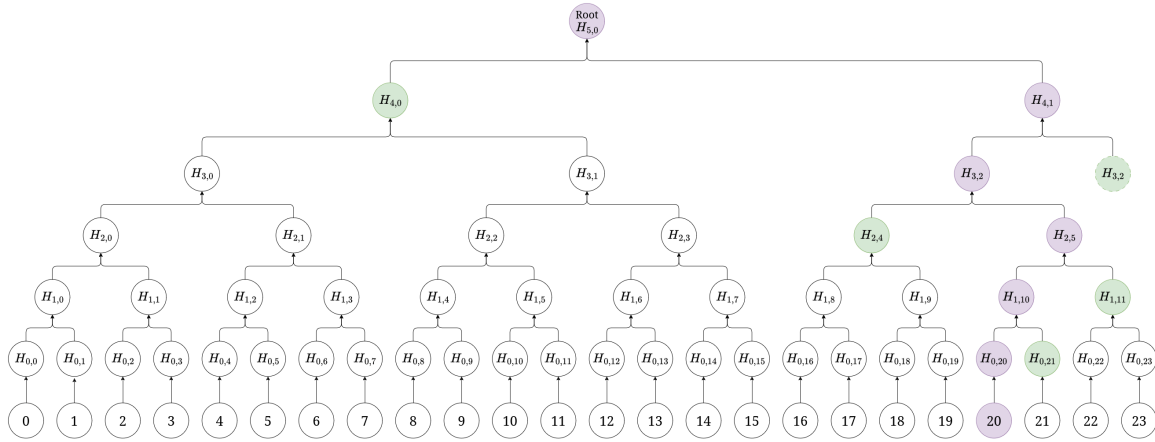 Root
H5,0
H4,0 H4,1
H3,0 H3,1 H3,2 H3,2
H2,0 H2,1 H2,2 H2,3 H2,4 H2,5
H1,0 H1,1 H1,2 H1,3 H1,4 H1,5 H1,6 H1,7 H1,8 H1,9 H1,10 H1,11
H0,0 H0,1 H0,2 H0,3 H0,4 H0,5 H0,6 H0,7 H0,8 H0,9 H0,10 H0,11 H0,12 H0,13 H0,14 H0,15 H0,16 H0,17 H0,18 H0,19 H0,20 H0,21 H0,22 H0,23
0 1 2 3 4 5 6 7 8 9 10 11 12 13 14 15 16 17 18 19 20 21 22 23